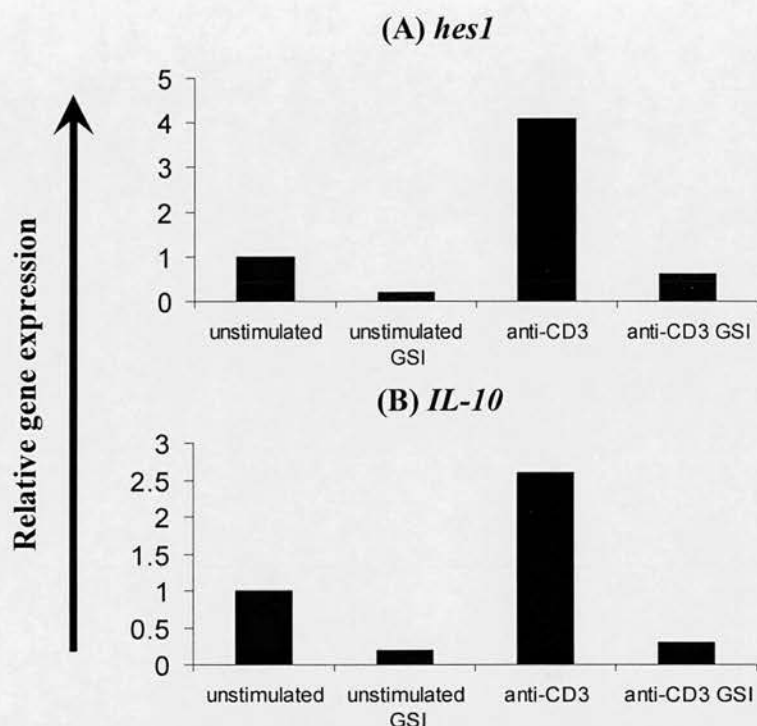 (A) hes1
Relative gene expression
5
4
3
2
1
0
unstimulated
unstimulated
GSI
anti-CD3
anti-CD3 GSI
(B) IL-10
3
2.5
2
1.5
1
0.5
0
unstimulated
unstimulated
GSI
anti-CD3
anti-CD3 GSI